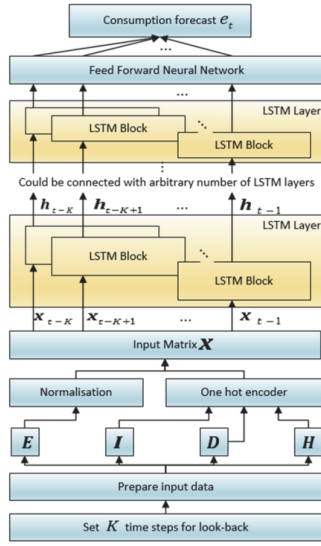 Consumption forecast e_t
...
Feed Forward Neural Network
...
LSTM Layer
LSTM Block
LSTM Block
Could be connected with arbitrary number of LSTM layers
h_{t-K} h_{t-K+1} ... h_{t-1}
LSTM Layer
LSTM Block
LSTM Block
x_{t-K} x_{t-K+1} ... x_{t-1}
Input Matrix X
Normalisation One hot encoder
E I D H
Prepare input data
Set K time steps for look-back